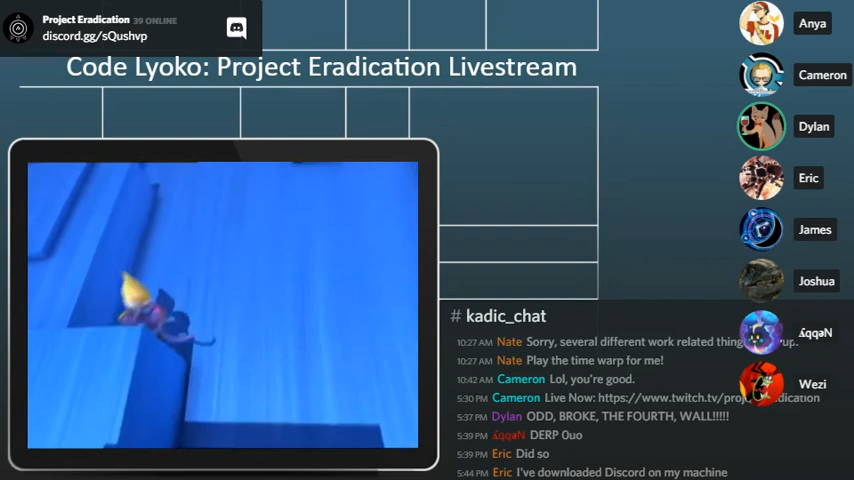 Project Eradication 39 ONLINE
discord.gg/sQushvp
Code Lyoko: Project Eradication Livestream
Anya
Cameron
Dylan
Eric
James
Joshua
Wezi
# kadic_chat
10:27 AM Nate Sorry, several different work related thing
10:27 AM Nate Play the time warp for me!
10:42 AM Cameron Lol, you're good.
5:30 PM Cameron Live Now: https://www.twitch.tv/
5:37 PM Dylan ODD, BROKE, THE FOURTH, WALL!!!!!
5:39 PM DERP 0uo
5:39 PM Eric Did so
5:44 PM Eric I've downloaded Discord on my machine